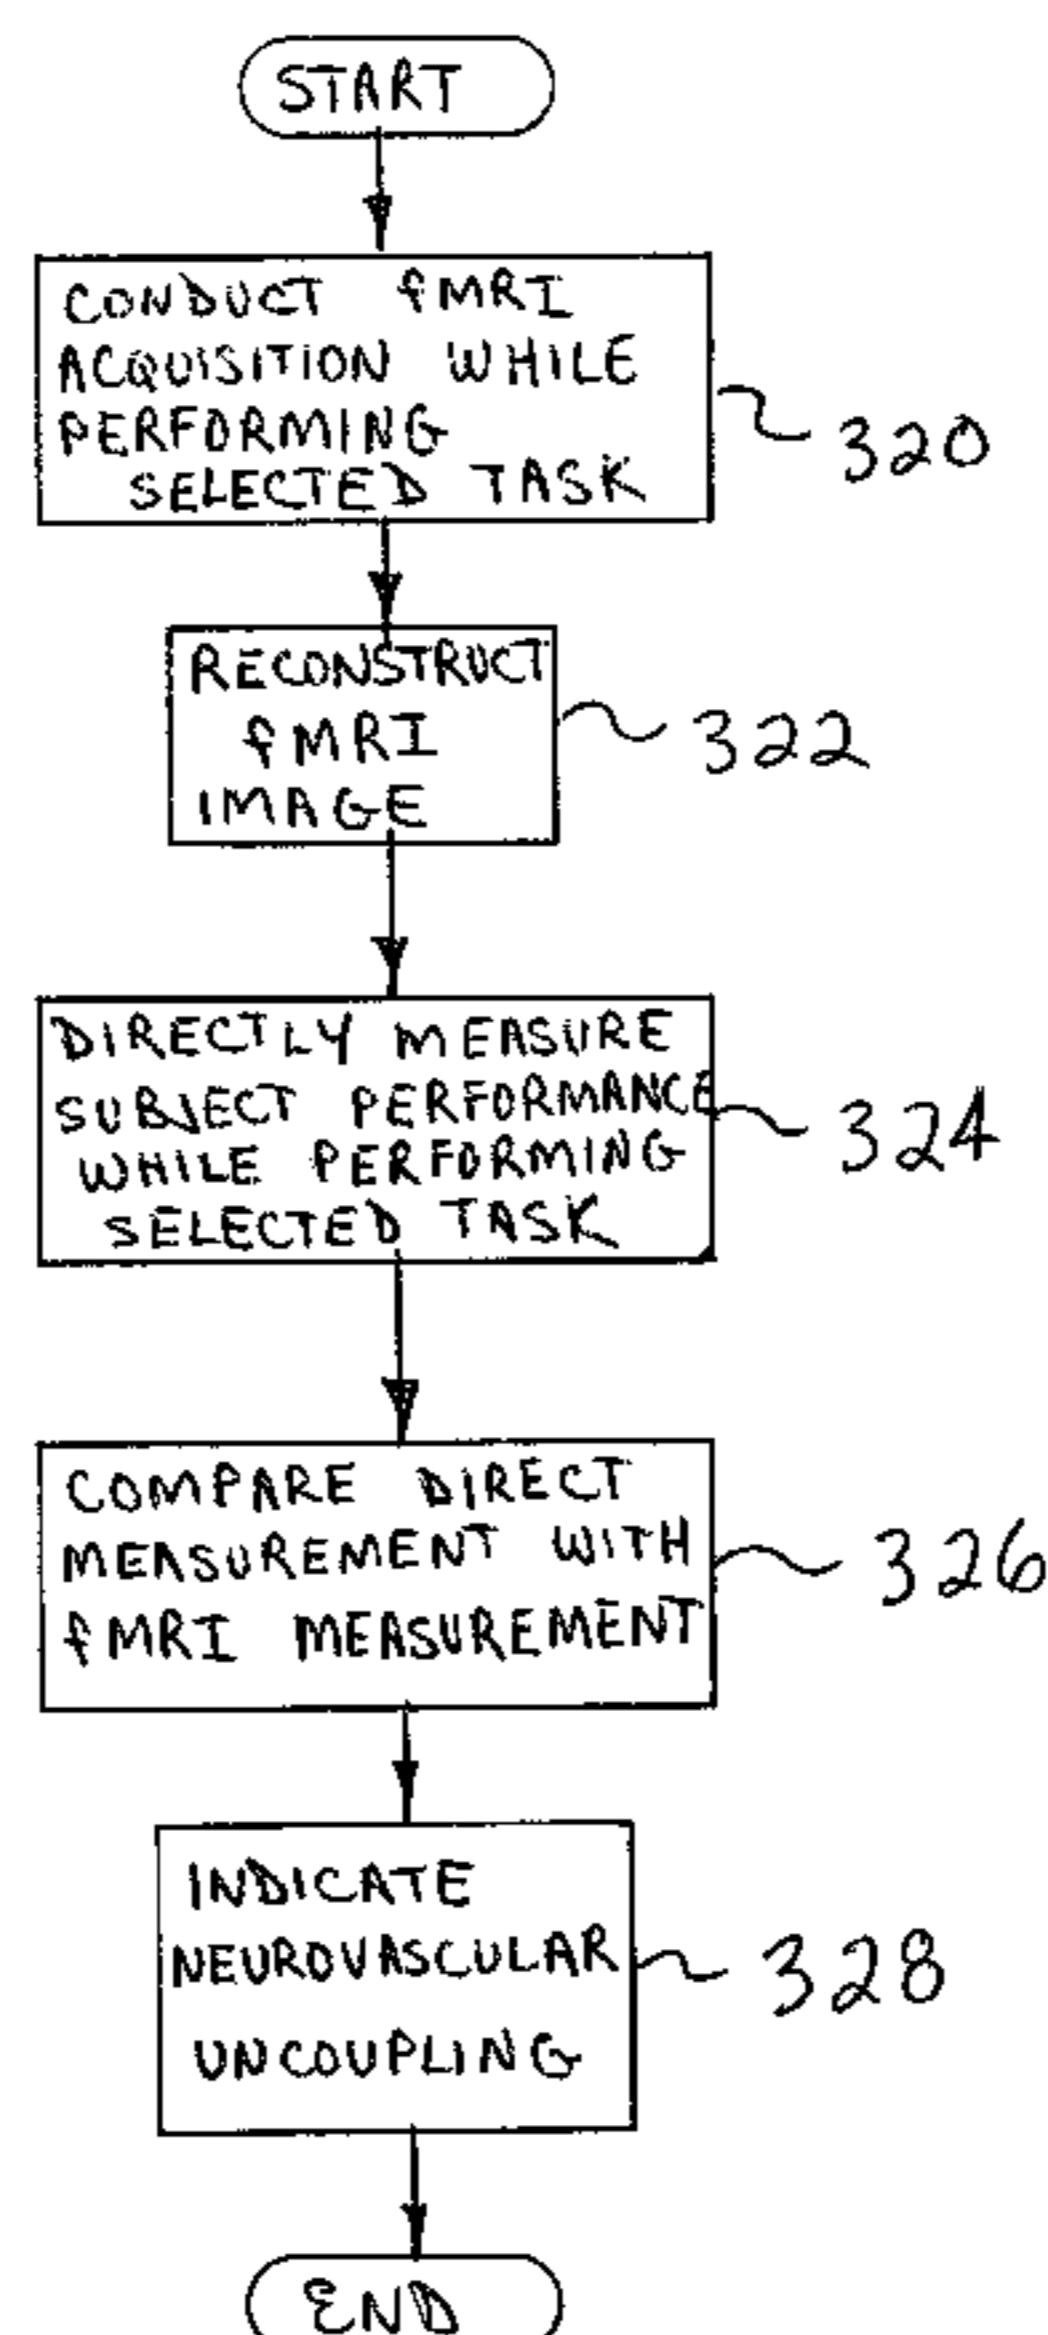 START
CONDUCT fMRI
ACQUISITION WHILE
PERFORMING
SELECTED TASK
320
RECONSTRUCT
fMRI
IMAGE
322
DIRECTLY MEASURE
SUBJECT PERFORMANCE
WHILE PERFORMING
SELECTED TASK
324
COMPARE DIRECT
MEASUREMENT WITH
fMRI MEASUREMENT
326
INDICATE
NEUROVASCULAR
UNCOUPLING
328
END